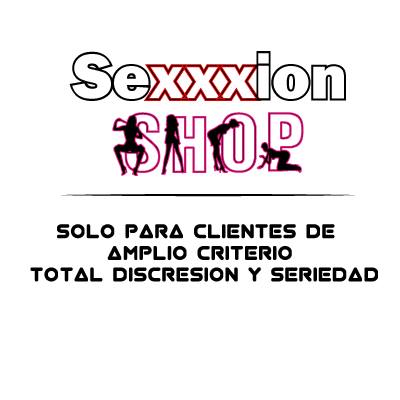 Sexxxion
SHOP
SOLO PARA CLIENTES DE
AMPLIO CRITERIO
TOTAL DISCRESION Y SERIEDAD